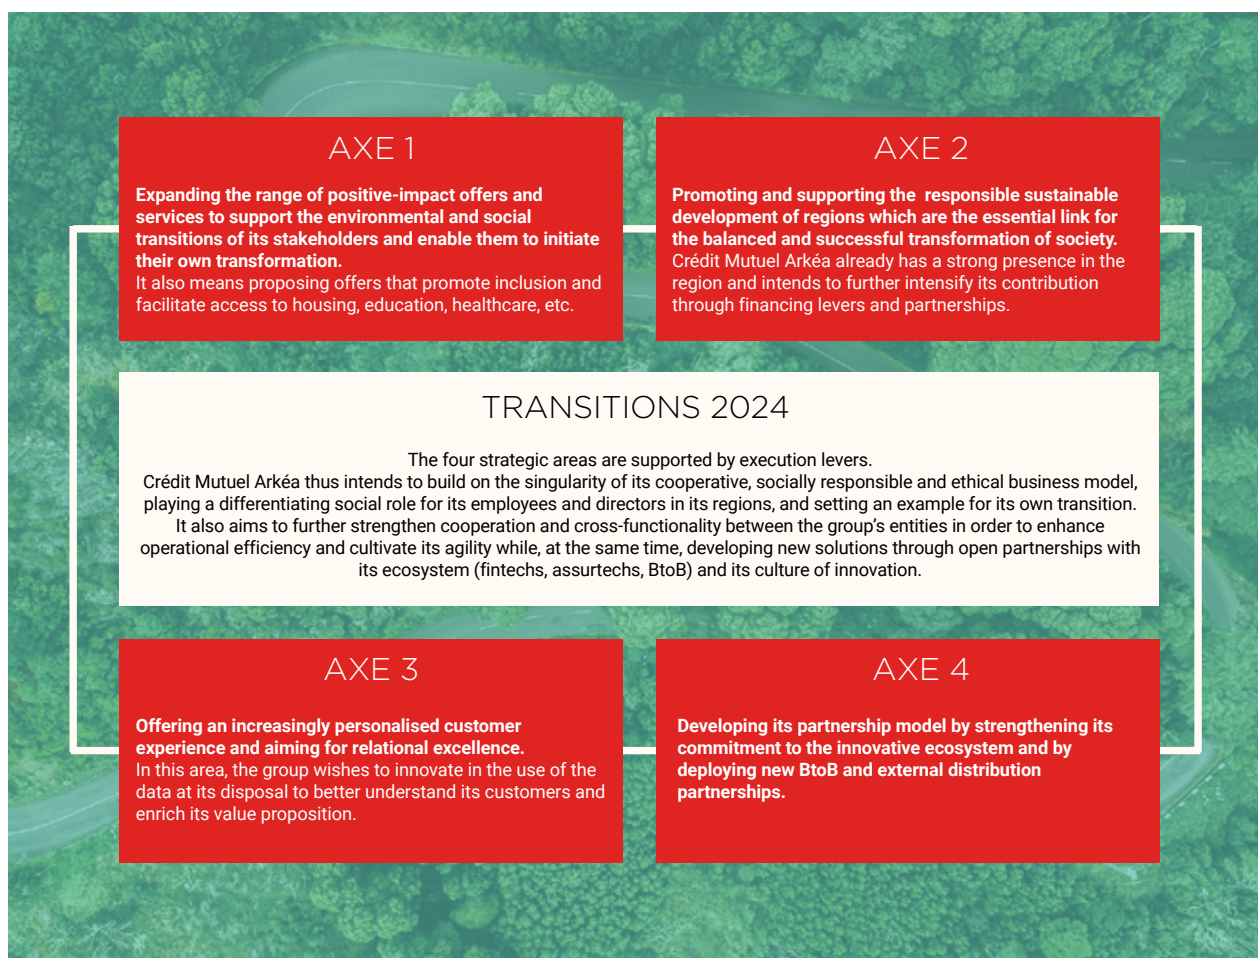 AXE 1
Expanding the range of positive-impact offers and
services to support the environmental and social
transitions of its stakeholders and enable them to initiate
their own transformation.
It also means proposing offers that promote inclusion and
facilitate access to housing, education, healthcare, etc.
AXE 2
Promoting and supporting the  responsible sustainable
development of regions which are the essential link for
the balanced and successful transformation of society.
Crédit Mutuel Arkéa already has a strong presence in the
region and intends to further intensify its contribution
through financing levers and partnerships.
TRANSITIONS 2024
The four strategic areas are supported by execution levers.
Crédit Mutuel Arkéa thus intends to build on the singularity of its cooperative, socially responsible and ethical business model,
playing a differentiating social role for its employees and directors in its regions, and setting an example for its own transition.
It also aims to further strengthen cooperation and cross-functionality between the group's entities in order to enhance
operational efficiency and cultivate its agility while, at the same time, developing new solutions through open partnerships with
its ecosystem (fintechs, assurtechs, BtoB) and its culture of innovation.
AXE 3
Offering an increasingly personalised customer
experience and aiming for relational excellence.
In this area, the group wishes to innovate in the use of the
data at its disposal to better understand its customers and
enrich its value proposition.
AXE 4
Developing its partnership model by strengthening its
commitment to the innovative ecosystem and by
deploying new BtoB and external distribution
partnerships.